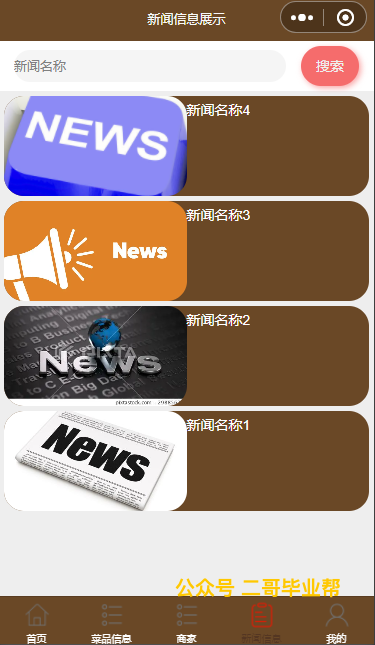 新闻信息展示
新闻名称
搜索
NEWS
新闻名称4
News
新闻名称3
News
PIXTA
pixtastock.com
新闻名称2
News
新闻名称1
公众号 二哥毕业帮
首页
菜品信息
商家
新闻信息
我的